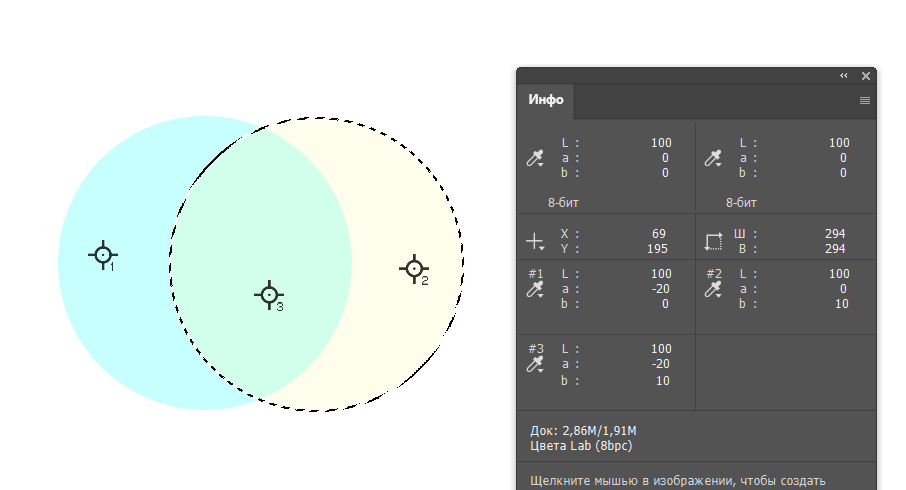 Инфо
L : 100 L : 100
a : 0 a : 0
b : 0 b : 0
8-бит 8-бит
X : 69 Ш : 294
Y : 195 В : 294
#1 L : 100 #2 L : 100
a : -20 a : 0
b : 0 b : 10
#3 L : 100
a : -20
b : 10
1
2
3
Док: 2,86M/1,91M
Цвета Lab (8bpc)
Щелкните мышью в изображении, чтобы создать